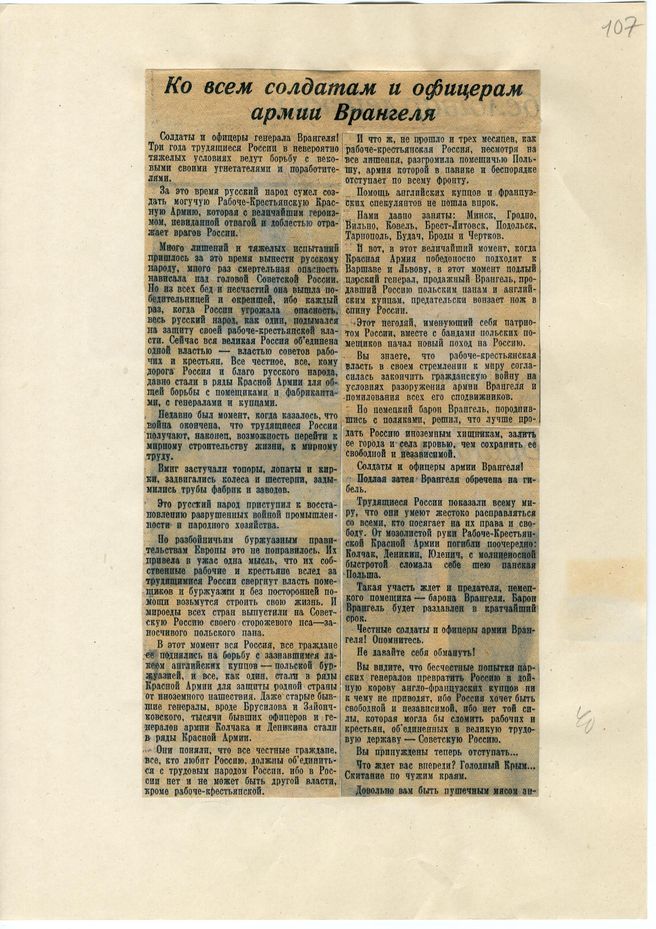 107
Ко всем солдатам и офицерам
армии Врангеля
Солдаты и офицеры генерала Врангеля!
Три года трудящиеся России в невероятно
тяжелых условиях ведут борьбу с веко-
выми своими угнетателями и поработите-
лями.
За это время русский народ сумел соз-
дать могучую Рабоче-Крестьянскую Крас-
ную Армию, которая с величайшим героиз-
мом, невиданной отвагой и доблестью отра-
жает врагов России.
Много лишений и тяжелых испытаний
пришлось за это время вынести русскому
народу, много раз смертельная опасность
нависала над головой Советской России.
Но из всех бед и несчастий она вышла по-
бедительницей и окрепшей, ибо каждый
раз, когда России угрожала опасность,
весь русский народ, как один, подымался
на защиту своей рабоче-крестьянской вла-
сти. Сейчас вся великая Россия об'единена
одной властью — властью советов рабо-
чих и крестьян. Все честное, все, кому
дорога Россия и благо русского народа,
давно стали в ряды Красной Армии для об-
щей борьбы с помещиками и фабриканта-
ми, с генералами и купцами.
Недавно был момент, когда казалось, что
война окончена, что трудящиеся России
получают, наконец, возможность перейти к
мирному строительству жизни, к мирному
труду.
Вмиг застучали топоры, лопаты и кир-
ки, задвигались колеса и шестерни, зады-
мились трубы фабрик и заводов.
Это русский народ приступил к восста-
новлению разрушенных войной промышлен-
ности и народного хозяйства.
Но разбойничьим буржуазным прави-
тельствам Европы это не понравилось. Их
привела в ужас одна мысль, что их соб-
ственные рабочие и крестьяне вслед за
трудящимися России свергнут власть поме-
щиков и буржуазии и без посторонней по-
мощи возьмутся строить свою жизнь. И
мироеды всех стран выпустили на Совет-
скую Россию своего сторожевого пса—за-
носчивого польского пана.
В этот момент вся Россия, все граждане
ее поднялись на борьбу с зазнавшимся ла-
кеем английских купцов — польской бур-
жуазией, и все, как один, стали в ряды
Красной Армии для защиты родной страны
от иноземного нашествия. Даже старые быв-
шие генералы, вроде Брусилова и Зайон-
чковского, тысячи бывших офицеров и ге-
нералов армии Колчака и Деникина стали
в ряды Красной Армии.
Они поняли, что все честные граждане,
все, кто любит Россию, должны об'единить-
ся с трудовым народом России, ибо в Рос-
сии нет и не может быть другой власти,
кроме рабоче-крестьянской.
И что ж, не прошло и трех месяцев, как
рабоче-крестьянская Россия, несмотря на
все лишения, разгромила помещичью Поль-
шу, армия которой в панике и беспорядке
отступает по всему фронту.
Помощь английских купцов и француз-
ских спекулянтов не пошла впрок.
Нами давно заняты: Минск, Гродно,
Вильно, Ковель, Брест-Литовск, Подольск,
Тарнополь, Будач, Броды и Чертков.
И вот, в этот величайший момент, когда
Красная Армия победоносно подходит к
Варшаве и Львову, в этот момент подлый
царский генерал, продажный Врангель, про-
давший Россию польским панам и англий-
ским купцам, предательски вонзает нож в
спину России.
Этот негодяй, именующий себя патрио-
том России, вместе с бандами польских по-
мещиков начал новый поход на Россию.
Вы знаете, что рабоче-крестьянская
власть в своем стремлении к миру согла-
силась закончить гражданскую войну на
условиях разоружения армии Врангеля и
помилования всех его сподвижников.
Но немецкий барон Врангель, породнив-
шись с поляками, решил, что лучше про-
дать Россию иноземным хищникам, залить
ее города и села кровью, чем сохранить ее
свободной и независимой.
Солдаты и офицеры армии Врангеля!
Подлая затея Врангеля обречена на ги-
бель.
Трудящиеся России показали всему ми-
ру, что они умеют жестоко расправляться
со всеми, кто посягает на их права и сво-
боду. От мозолистой руки Рабоче-Крестьян-
ской Красной Армии погибли поочередно:
Колчак, Деникин, Юденич, с молниеносной
быстротой сломала себе шею панская
Польша.
Такая участь ждет и предателя, немец-
кого помещика — барона Врангеля. Барон
Врангель будет раздавлен в кратчайший
срок.
Честные солдаты и офицеры армии Вран-
геля! Опомнитесь.
Не давайте себя обмануть!
Вы видите, что бесчестные попытки цар-
ских генералов превратить Россию в дой-
ную корову англо-французских купцов ни
к чему не приводят, ибо Россия хочет быть
свободной и независимой, ибо нет той си-
лы, которая могла бы сломить рабочих и
крестьян, об'единенных в великую трудо-
вую державу — Советскую Россию.
Вы принуждены теперь отступать...
Что ждет вас впереди? Голодный Крым...
Скитание по чужим краям.
Довольно вам быть пушечным мясом ан-